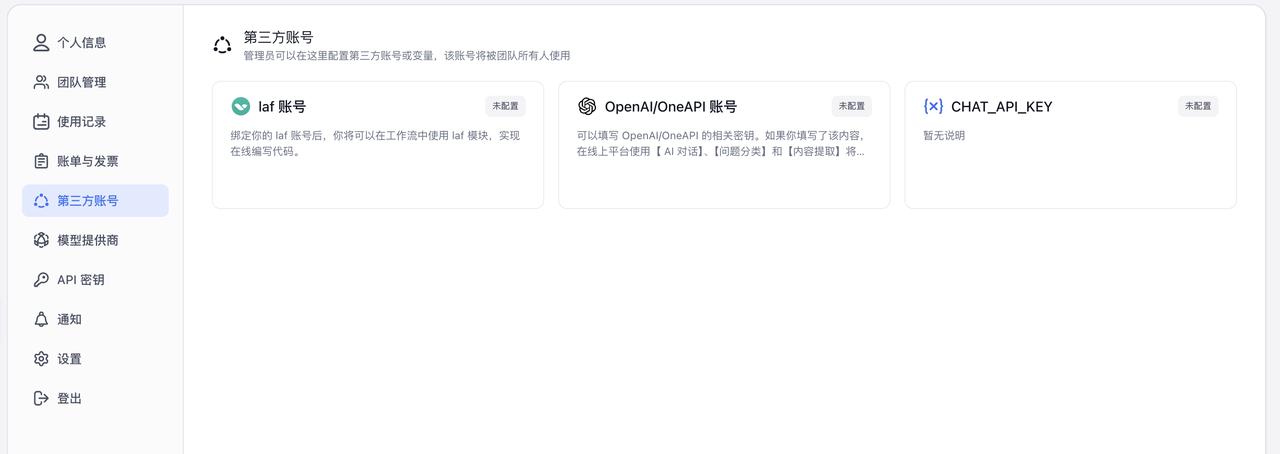 个人信息
团队管理
使用记录
账单与发票
第三方账号
模型提供商
API 密钥
通知
设置
登出
第三方账号
管理员可以在这里配置第三方账号或变量，该账号将被团队所有人使用
laf 账号
未配置
绑定你的 laf 账号后，你将可以在工作流中使用 laf 模块，实现
在线编写代码。
OpenAI/OneAPI 账号
未配置
可以填写 OpenAI/OneAPI 的相关密钥。如果你填写了该内容，
在线上平台使用【 AI 对话】、【问题分类】和【内容提取】将...
CHAT_API_KEY
未配置
暂无说明